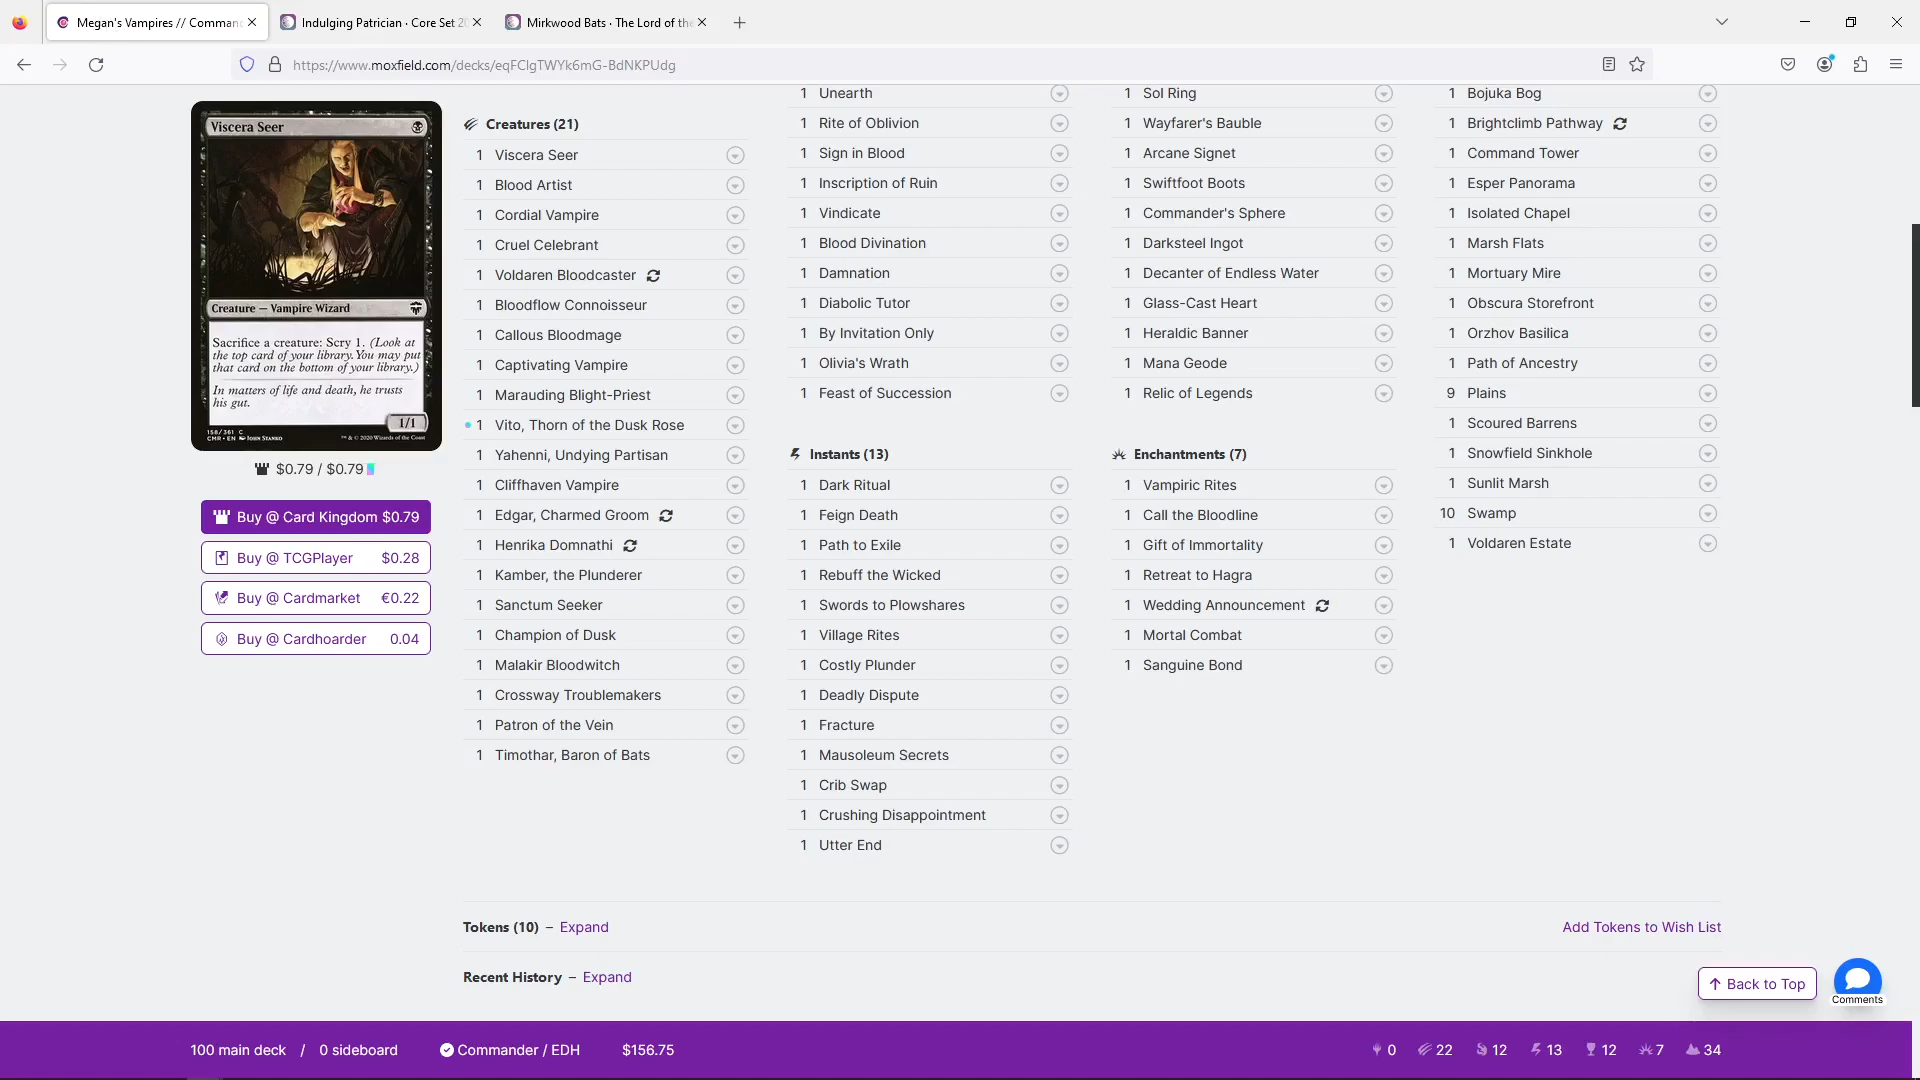 Megan's Vampires // Comman
Indulging Patrician · Core Set 2
Mirkwood Bats · The Lord of the
https://www.moxfield.com/decks/eqFClgTWYk6mG-BdNKPUdg
Viscera Seer
Creature — Vampire Wizard
Sacrifice a creature: Scry 1. (Look at
the top card of your library. You may put
that card on the bottom of your library.)
In matters of life and death, he trusts
his gut.
1/1
158/361 C
CMR • EN John Stanko
™ & © 2020 Wizards of the Coast
$0.79 / $0.79
Buy @ Card Kingdom $0.79
Buy @ TCGPlayer $0.28
Buy @ Cardmarket €0.22
Buy @ Cardhoarder 0.04
Creatures (21)
1 Viscera Seer
1 Blood Artist
1 Cordial Vampire
1 Cruel Celebrant
1 Voldaren Bloodcaster
1 Bloodflow Connoisseur
1 Callous Bloodmage
1 Captivating Vampire
1 Marauding Blight-Priest
1 Vito, Thorn of the Dusk Rose
1 Yahenni, Undying Partisan
1 Cliffhaven Vampire
1 Edgar, Charmed Groom
1 Henrika Domnathi
1 Kamber, the Plunderer
1 Sanctum Seeker
1 Champion of Dusk
1 Malakir Bloodwitch
1 Crossway Troublemakers
1 Patron of the Vein
1 Timothar, Baron of Bats
1 Unearth
1 Rite of Oblivion
1 Sign in Blood
1 Inscription of Ruin
1 Vindicate
1 Blood Divination
1 Damnation
1 Diabolic Tutor
1 By Invitation Only
1 Olivia's Wrath
1 Feast of Succession
Instants (13)
1 Dark Ritual
1 Feign Death
1 Path to Exile
1 Rebuff the Wicked
1 Swords to Plowshares
1 Village Rites
1 Costly Plunder
1 Deadly Dispute
1 Fracture
1 Mausoleum Secrets
1 Crib Swap
1 Crushing Disappointment
1 Utter End
1 Sol Ring
1 Wayfarer's Bauble
1 Arcane Signet
1 Swiftfoot Boots
1 Commander's Sphere
1 Darksteel Ingot
1 Decanter of Endless Water
1 Glass-Cast Heart
1 Heraldic Banner
1 Mana Geode
1 Relic of Legends
Enchantments (7)
1 Vampiric Rites
1 Call the Bloodline
1 Gift of Immortality
1 Retreat to Hagra
1 Wedding Announcement
1 Mortal Combat
1 Sanguine Bond
1 Bojuka Bog
1 Brightclimb Pathway
1 Command Tower
1 Esper Panorama
1 Isolated Chapel
1 Marsh Flats
1 Mortuary Mire
1 Obscura Storefront
1 Orzhov Basilica
1 Path of Ancestry
9 Plains
1 Scoured Barrens
1 Snowfield Sinkhole
1 Sunlit Marsh
10 Swamp
1 Voldaren Estate
Tokens (10) – Expand
Add Tokens to Wish List
Recent History – Expand
Back to Top
Comments
100 main deck / 0 sideboard
Commander / EDH
$156.75
0 22 12 13 12 7 34